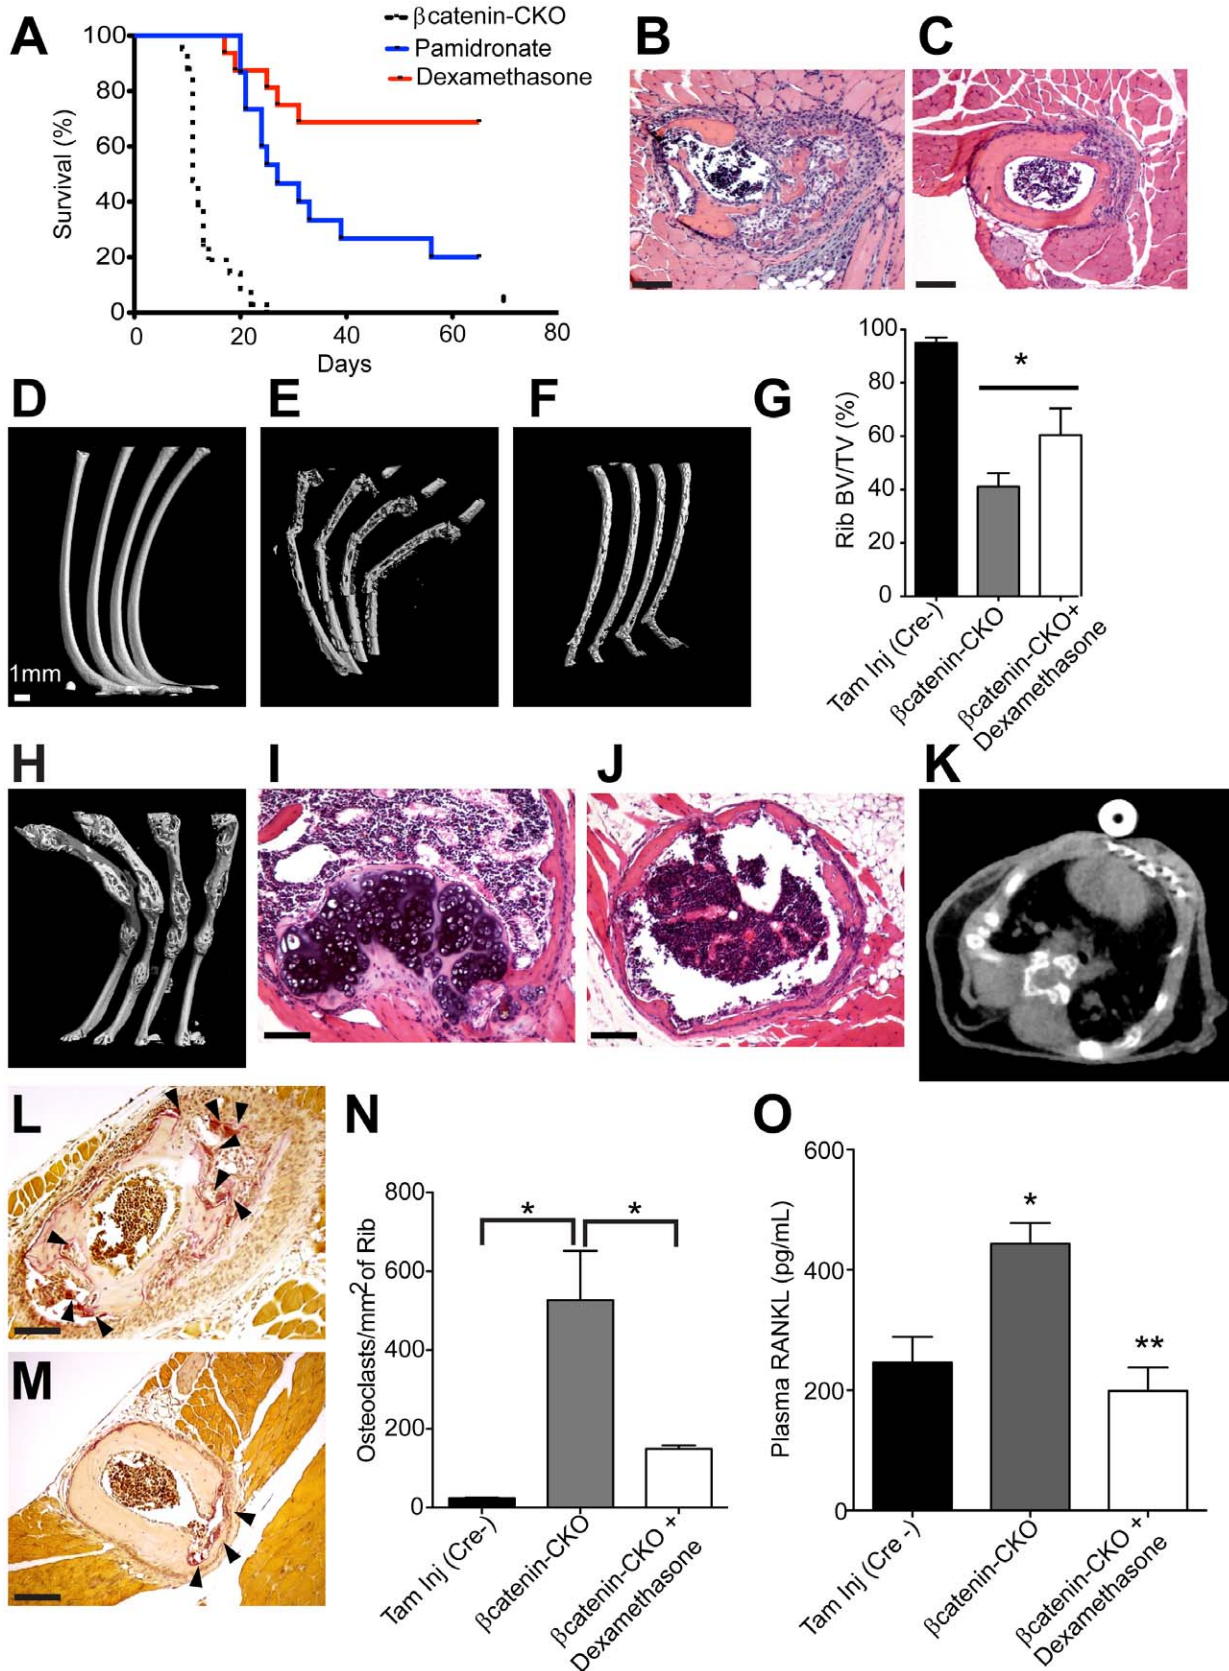 A
βcatenin-CKO
Pamidronate
Dexamethasone
100
80
60
40
20
0
Survival (%)
0 20 40 60 80
Days
B
C
D
1mm
E
F
G
100
80
60
40
20
0
Rib BV/TV (%)
*
Tam Inj (Cre-)
βcatenin-CKO
βcatenin-CKO+
Dexamethasone
H
I
J
K
L
M
N
800
600
400
200
0
Osteoclasts/mm² of Rib
* *
Tam Inj (Cre-)
βcatenin-CKO
βcatenin-CKO +
Dexamethasone
O
600
400
200
0
Plasma RANKL (pg/mL)
*
**
Tam Inj (Cre -)
βcatenin-CKO
βcatenin-CKO +
Dexamethasone